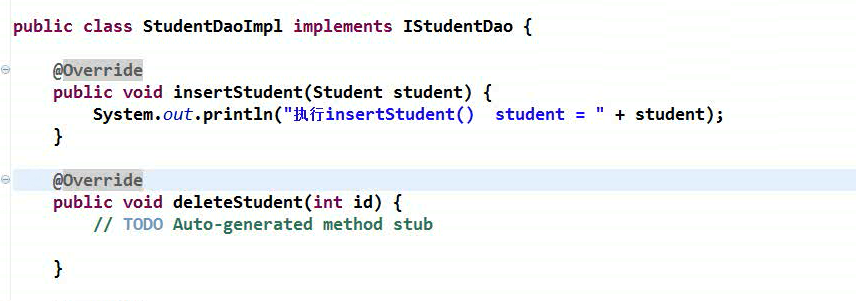 public class StudentDaoImpl implements IStudentDao {
@Override
public void insertStudent(Student student) {
System.out.println("执行insertStudent()  student = " + student);
}
@Override
public void deleteStudent(int id) {
// TODO Auto-generated method stub
}